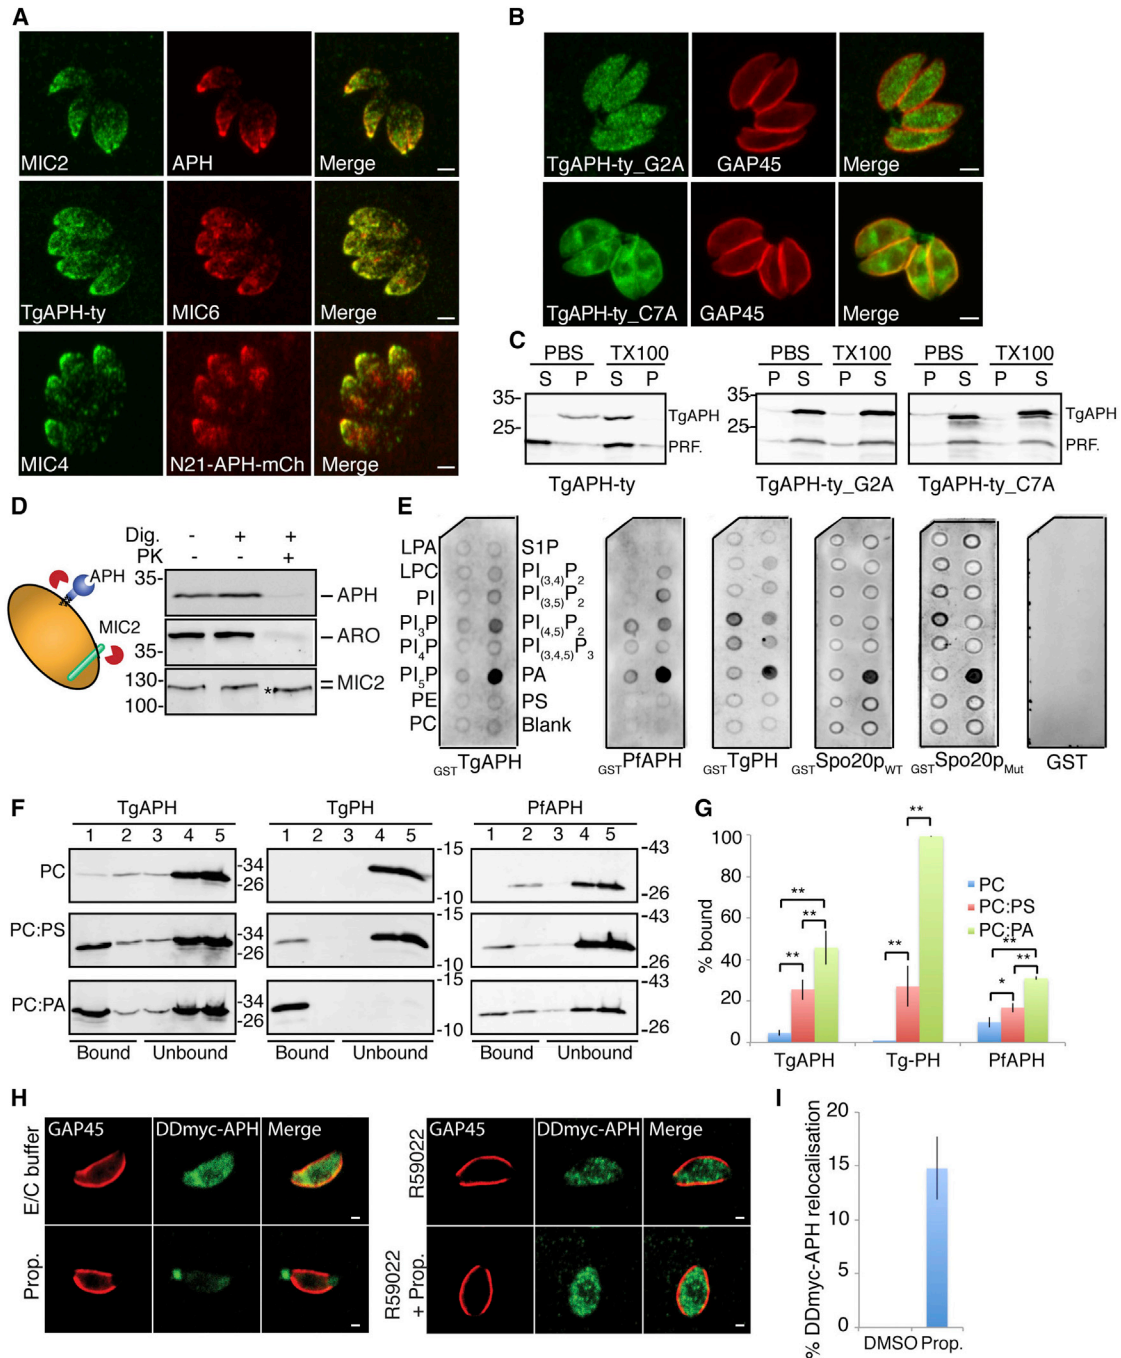 A
MIC2
APH
Merge
TgAPH-ty
MIC6
Merge
MIC4
N21-APH-mCh
Merge
B
TgAPH-ty_G2A
GAP45
Merge
TgAPH-ty_C7A
GAP45
Merge
C
PBS TX100
S P S P
35-
25-
TgAPH
PRF.
TgAPH-ty
PBS TX100 PBS TX100
P S P S P S P S
35-
25-
TgAPH
PRF.
TgAPH-ty_G2A TgAPH-ty_C7A
D
Dig. - + +
PK - - +
APH
MIC2
35- APH
35- ARO
130-
100-
* MIC2
E
LPA S1P
LPC PI(3,4)P2
PI PI(3,5)P2
PI3P PI(4,5)P2
PI4P PI(3,4,5)P3
PI5P PA
PE PS
PC Blank
GSTTgAPH
GSTPfAPH
GSTTgPH
GSTSpo20pWT
GSTSpo20pMut
GST
F
TgAPH TgPH PfAPH
1 2 3 4 5 1 2 3 4 5 1 2 3 4 5
PC -34 -26 -15 -10 -43 -26
PC:PS -34 -26 -15 -10 -43 -26
PC:PA -34 -26 -15 -10 -43 -26
Bound Unbound Bound Unbound Bound Unbound
G
% bound
100
80
60
40
20
0
** ** **
** **
** ** *
**
PC
PC:PS
PC:PA
TgAPH Tg-PH PfAPH
H
E/C buffer
GAP45 DDmyc-APH Merge
Prop.
R59022
GAP45 DDmyc-APH Merge
R59022
+ Prop.
I
% DDmyc-APH relocalisation
20
15
10
5
0
DMSO Prop.